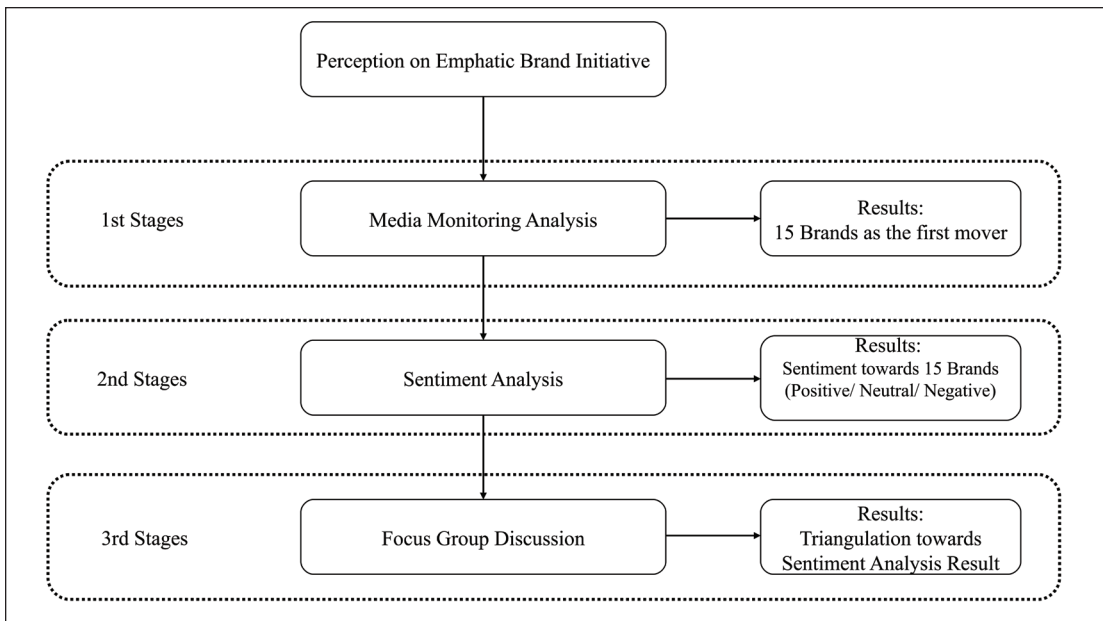 Perception on Emphatic Brand Initiative
1st Stages
Media Monitoring Analysis
Results:
15 Brands as the first mover
2nd Stages
Sentiment Analysis
Results:
Sentiment towards 15 Brands
(Positive/ Neutral/ Negative)
3rd Stages
Focus Group Discussion
Results:
Triangulation towards
Sentiment Analysis Result